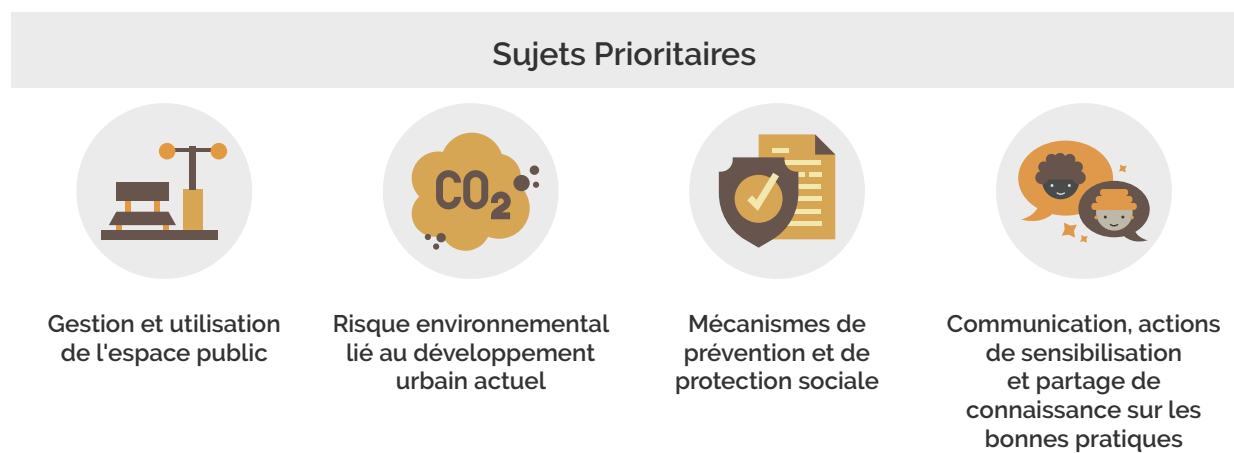 Sujets Prioritaires
CO2
Gestion et utilisation
de l'espace public
Risque environnemental
lié au développement
urbain actuel
Mécanismes de
prévention et de
protection sociale
Communication, actions
de sensibilisation
et partage de
connaissance sur les
bonnes pratiques